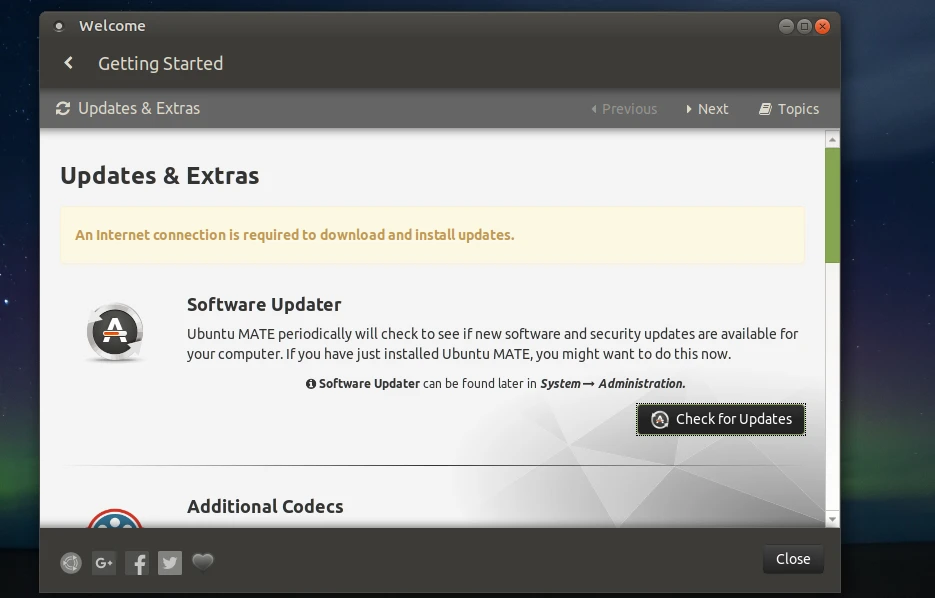 Welcome
Getting Started
Updates & Extras
Previous
Next
Topics
Updates & Extras
An Internet connection is required to download and install updates.
Software Updater
Ubuntu MATE periodically will check to see if new software and security updates are available for
your computer. If you have just installed Ubuntu MATE, you might want to do this now.
Software Updater can be found later in System→ Administration.
Check for Updates
Additional Codecs
G+
Close